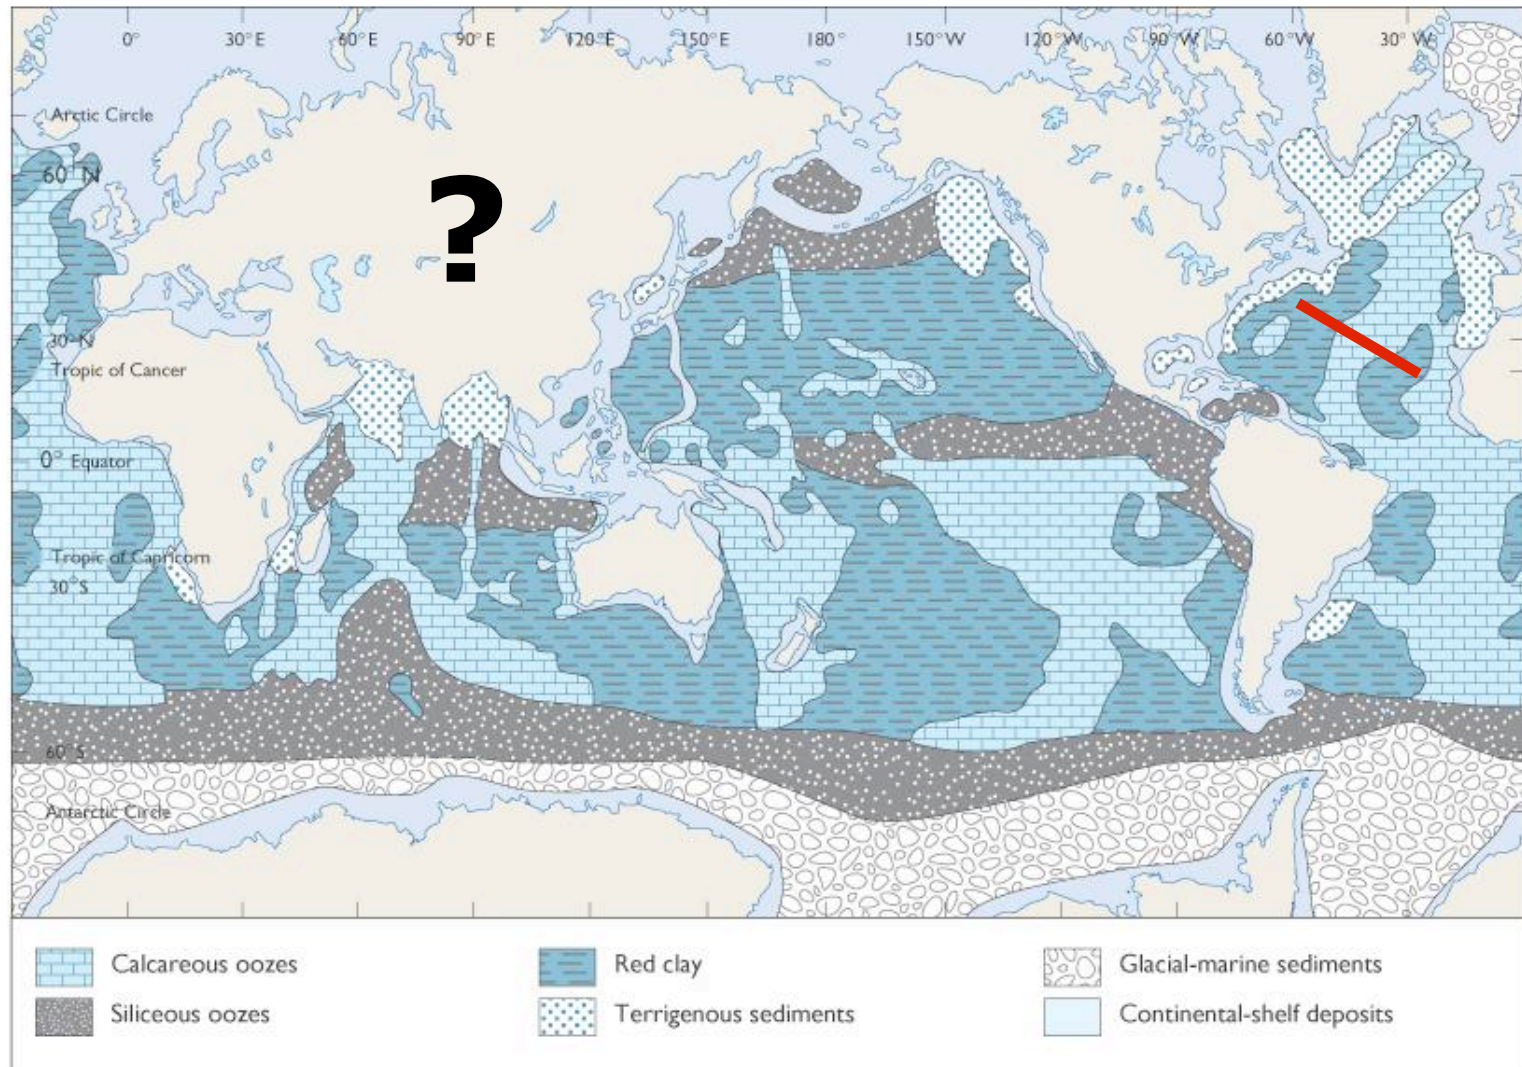 0° 30°E 60°E 90°E 120°E 150°E 180° 150°W 120°W 90°W 60°W 30°W
Arctic Circle
60°N
?
30°N
Tropic of Cancer
0° Equator
Tropic of Capricorn
30°S
60°S
Antarctic Circle
Calcareous oozes
Red clay
Glacial-marine sediments
Siliceous oozes
Terrigenous sediments
Continental-shelf deposits